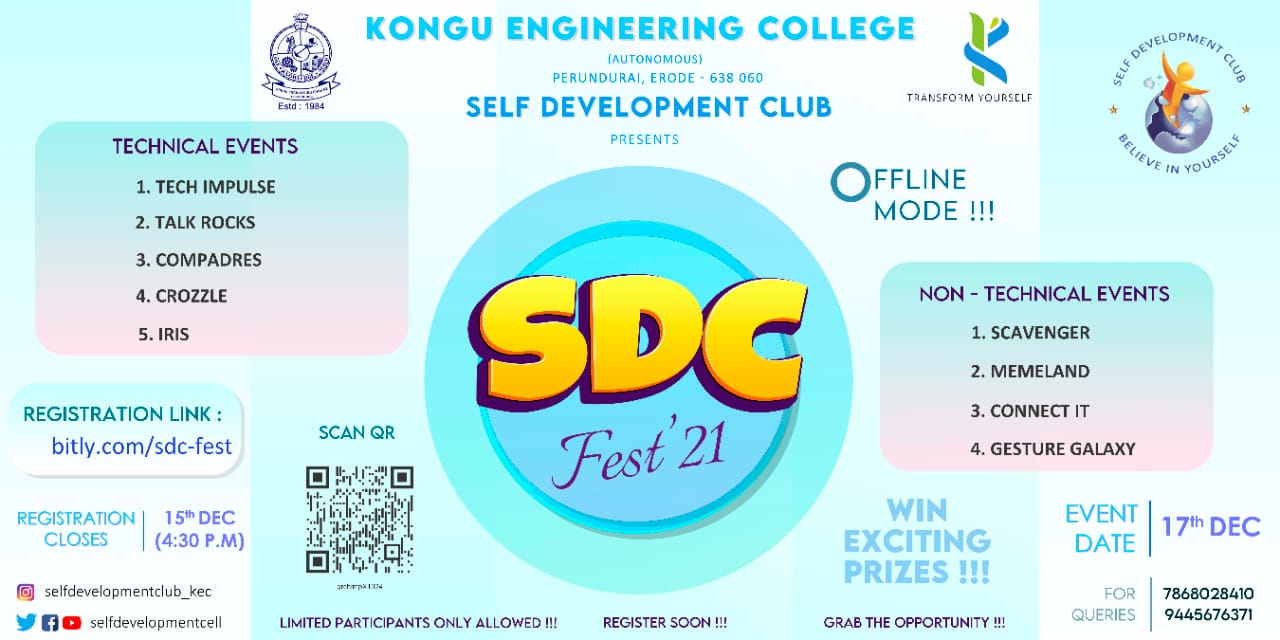 KONGU ENGINEERING COLLEGE
(AUTONOMOUS)
PERUNDURAI, ERODE - 638 060
SELF DEVELOPMENT CLUB
PRESENTS
Estd : 1984
TRANSFORM YOURSELF
SELF DEVELOPMENT CLUB
BELIEVE IN YOURSELF
TECHNICAL EVENTS
1. TECH IMPULSE
2. TALK ROCKS
3. COMPADRES
4. CROZZLE
5. IRIS
OFFLINE
MODE !!!
SDC
Fest'21
NON - TECHNICAL EVENTS
1. SCAVENGER
2. MEMELAND
3. CONNECT IT
4. GESTURE GALAXY
REGISTRATION LINK :
bitly.com/sdc-fest
SCAN QR
REGISTRATION
CLOSES
15th DEC
(4:30 P.M)
WIN
EXCITING
PRIZES !!!
EVENT
DATE
17th DEC
selfdevelopmentclub_kec
selfdevelopmentcell
FOR
QUERIES
7868028410
9445676371
LIMITED PARTICIPANTS ONLY ALLOWED !!!
REGISTER SOON !!!
GRAB THE OPPORTUNITY !!!